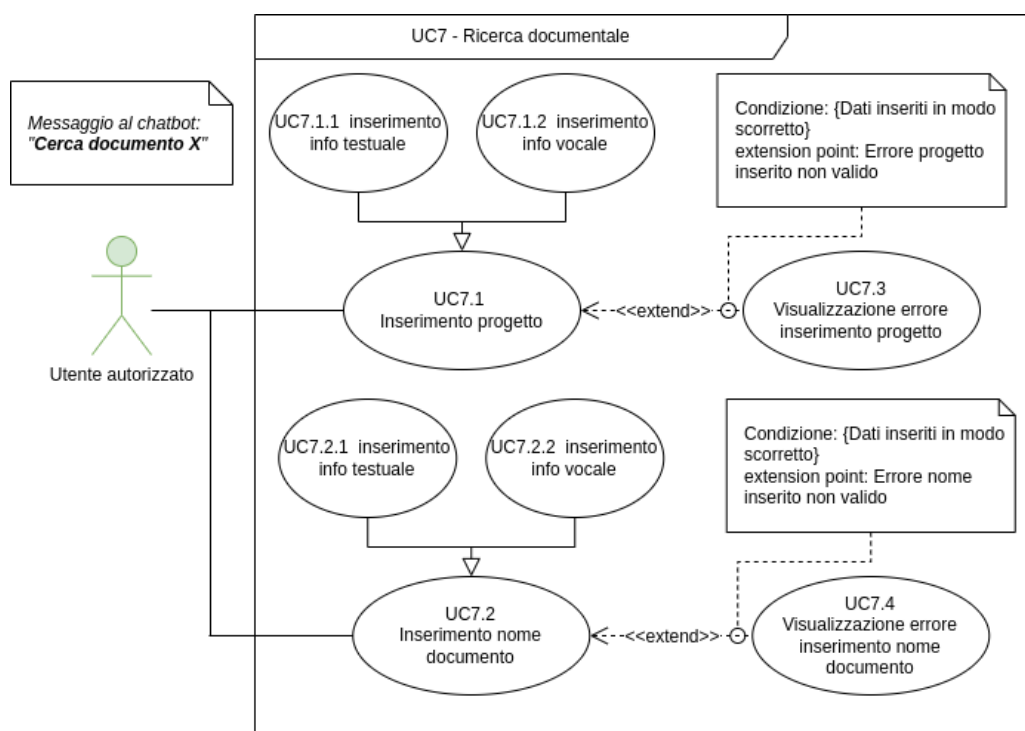 UC7 - Ricerca documentale
Messaggio al chatbot:
"Cerca documento X"
UC7.1.1 inserimento
info testuale
UC7.1.2 inserimento
info vocale
Condizione: {Dati inseriti in modo
scorretto}
extension point: Errore progetto
inserito non valido
UC7.1
Inserimento progetto
<<extend>>
UC7.3
Visualizzazione errore
inserimento progetto
Utente autorizzato
UC7.2.1 inserimento
info testuale
UC7.2.2 inserimento
info vocale
Condizione: {Dati inseriti in modo
scorretto}
extension point: Errore nome
inserito non valido
UC7.2
Inserimento nome
documento
<<extend>>
UC7.4
Visualizzazione errore
inserimento nome
documento